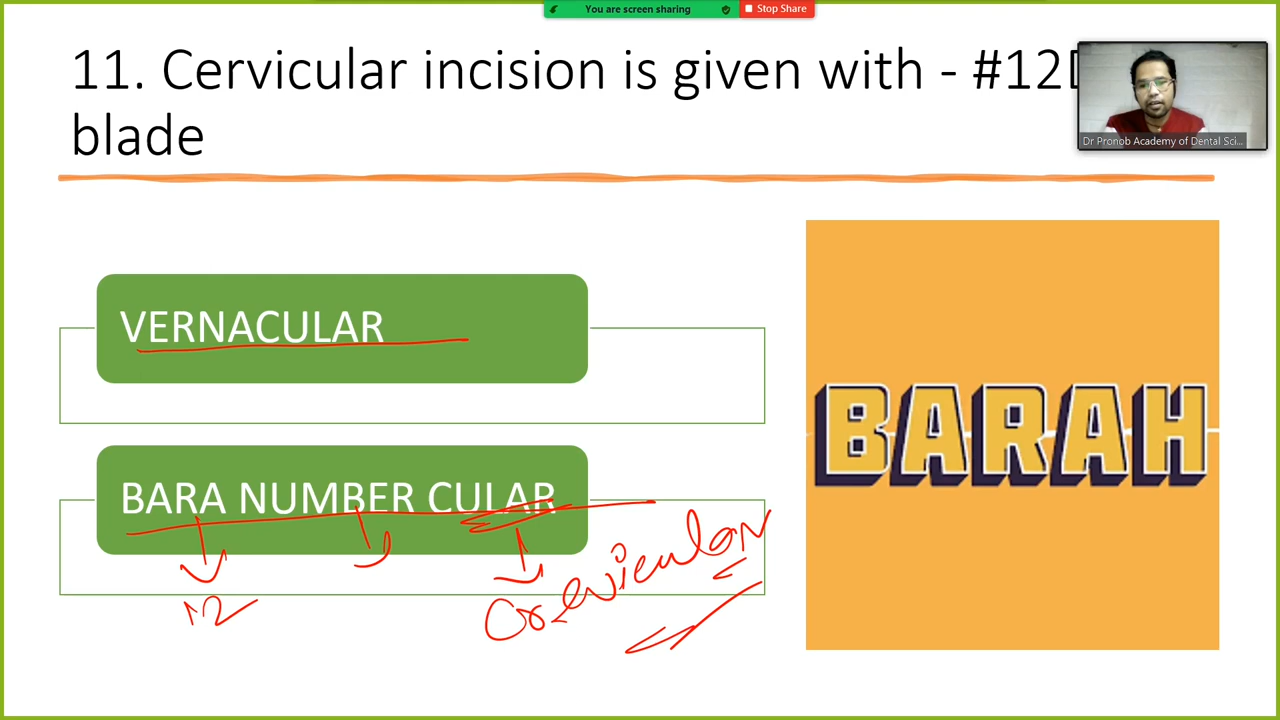 You are screen sharing
Stop Share
11. Cervicular incision is given with - #12D
blade
Dr Pronob Academy of Dental Sci...
VERNACULAR
BARA NUMBER CULAR
12
Crevicular
BARAH